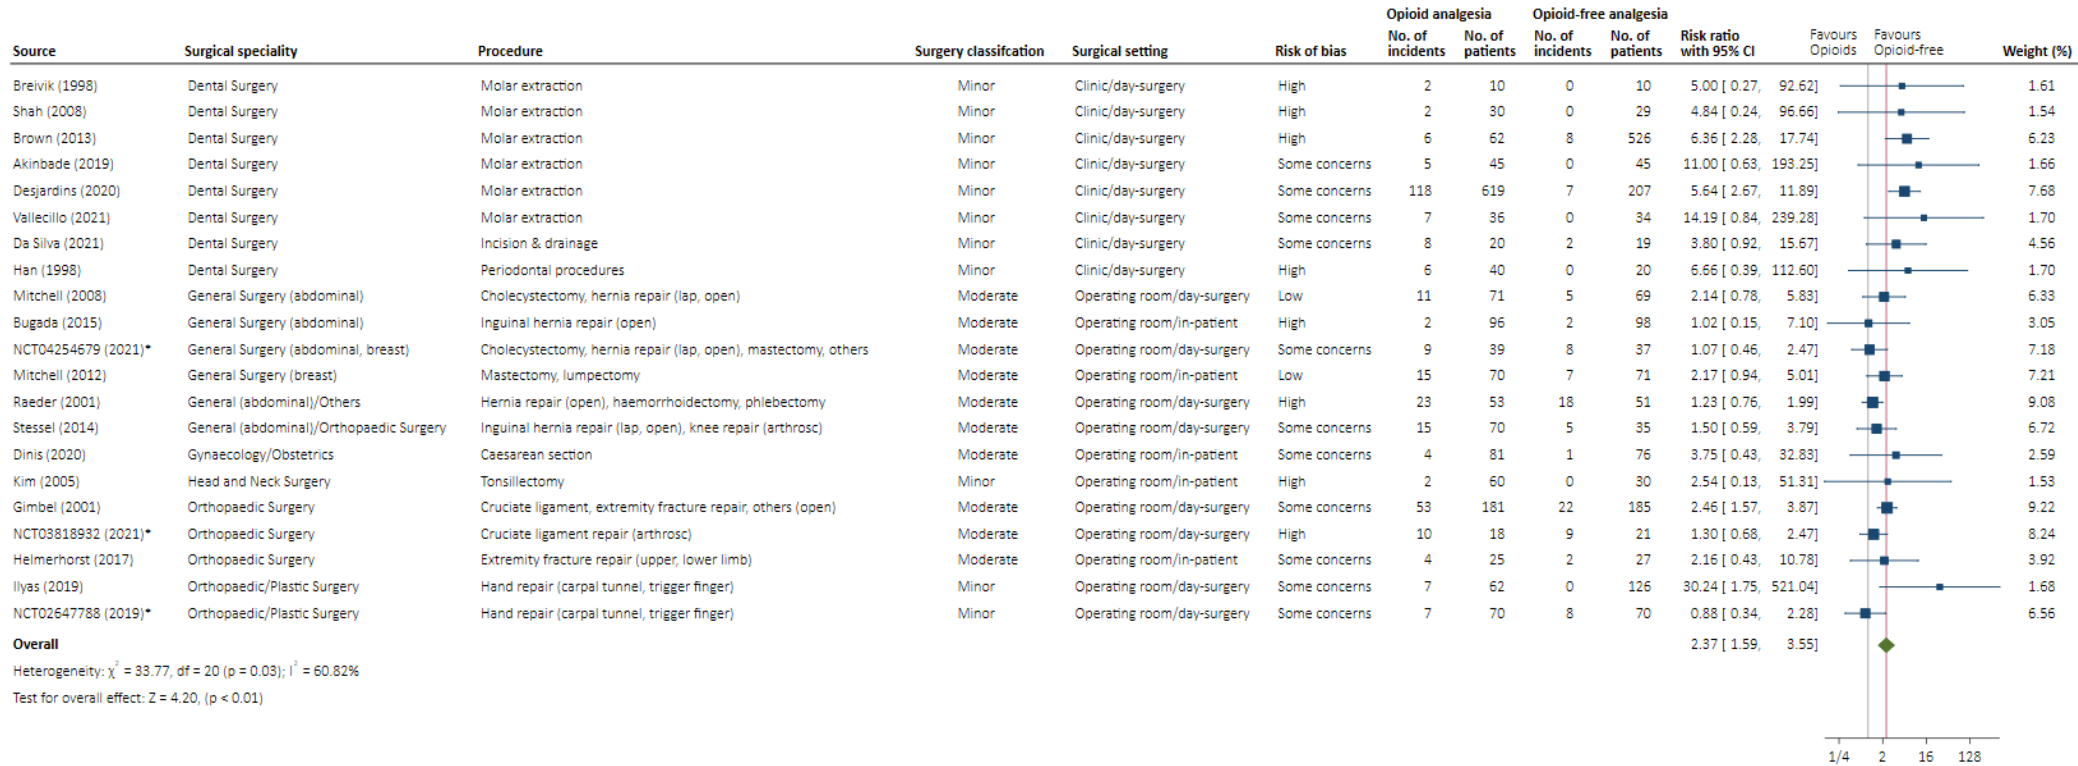 Opioid analgesia Opioid-free analgesia
Source Surgical speciality Procedure Surgery classifcation Surgical setting Risk of bias No. of incidents No. of patients No. of incidents No. of patients Risk ratio with 95% CI Favours Opioids Favours Opioid-free Weight (%)
Breivik (1998) Dental Surgery Molar extraction Minor Clinic/day-surgery High 2 10 0 10 5.00 [ 0.27, 92.62] 1.61
Shah (2008) Dental Surgery Molar extraction Minor Clinic/day-surgery High 2 30 0 29 4.84 [ 0.24, 96.66] 1.54
Brown (2013) Dental Surgery Molar extraction Minor Clinic/day-surgery High 6 62 8 526 6.36 [ 2.28, 17.74] 6.23
Akinbade (2019) Dental Surgery Molar extraction Minor Clinic/day-surgery Some concerns 5 45 0 45 11.00 [ 0.63, 193.25] 1.66
Desjardins (2020) Dental Surgery Molar extraction Minor Clinic/day-surgery Some concerns 118 619 7 207 5.64 [ 2.67, 11.89] 7.68
Vallecillo (2021) Dental Surgery Molar extraction Minor Clinic/day-surgery Some concerns 7 36 0 34 14.19 [ 0.84, 239.28] 1.70
Da Silva (2021) Dental Surgery Incision & drainage Minor Clinic/day-surgery Some concerns 8 20 2 19 3.80 [ 0.92, 15.67] 4.56
Han (1998) Dental Surgery Periodontal procedures Minor Clinic/day-surgery High 6 40 0 20 6.66 [ 0.39, 112.60] 1.70
Mitchell (2008) General Surgery (abdominal) Cholecystectomy, hernia repair (lap, open) Moderate Operating room/day-surgery Low 11 71 5 69 2.14 [ 0.78, 5.83] 6.33
Bugada (2015) General Surgery (abdominal) Inguinal hernia repair (open) Moderate Operating room/in-patient High 2 96 2 98 1.02 [ 0.15, 7.10] 3.05
NCT04254679 (2021)* General Surgery (abdominal, breast) Cholecystectomy, hernia repair (lap, open), mastectomy, others Moderate Operating room/day-surgery Some concerns 9 39 8 37 1.07 [ 0.46, 2.47] 7.18
Mitchell (2012) General Surgery (breast) Mastectomy, lumpectomy Moderate Operating room/in-patient Low 15 70 7 71 2.17 [ 0.94, 5.01] 7.21
Raeder (2001) General (abdominal)/Others Hernia repair (open), haemorrhoidectomy, phlebectomy Moderate Operating room/day-surgery High 23 53 18 51 1.23 [ 0.76, 1.99] 9.08
Stessel (2014) General (abdominal)/Orthopaedic Surgery Inguinal hernia repair (lap, open), knee repair (arthrosc) Moderate Operating room/day-surgery Some concerns 15 70 5 35 1.50 [ 0.59, 3.79] 6.72
Dinis (2020) Gynaecology/Obstetrics Caesarean section Moderate Operating room/in-patient Some concerns 4 81 1 76 3.75 [ 0.43, 32.83] 2.59
Kim (2005) Head and Neck Surgery Tonsillectomy Minor Operating room/in-patient High 2 60 0 30 2.54 [ 0.13, 51.31] 1.53
Gimbel (2001) Orthopaedic Surgery Cruciate ligament, extremity fracture repair, others (open) Moderate Operating room/day-surgery Some concerns 53 181 22 185 2.46 [ 1.57, 3.87] 9.22
NCT03818932 (2021)* Orthopaedic Surgery Cruciate ligament repair (arthrosc) Moderate Operating room/day-surgery High 10 18 9 21 1.30 [ 0.68, 2.47] 8.24
Helmerhorst (2017) Orthopaedic Surgery Extremity fracture repair (upper, lower limb) Moderate Operating room/in-patient Some concerns 4 25 2 27 2.16 [ 0.43, 10.78] 3.92
Ilyas (2019) Orthopaedic/Plastic Surgery Hand repair (carpal tunnel, trigger finger) Minor Operating room/day-surgery Some concerns 7 62 0 126 30.24 [ 1.75, 521.04] 1.68
NCT02647788 (2019)* Orthopaedic/Plastic Surgery Hand repair (carpal tunnel, trigger finger) Minor Operating room/day-surgery Some concerns 7 70 8 70 0.88 [ 0.34, 2.28] 6.56
Overall 2.37 [ 1.59, 3.55]
Heterogeneity: χ² = 33.77, df = 20 (p = 0.03); I² = 60.82%
Test for overall effect: Z = 4.20, (p < 0.01)
1/4 2 16 128